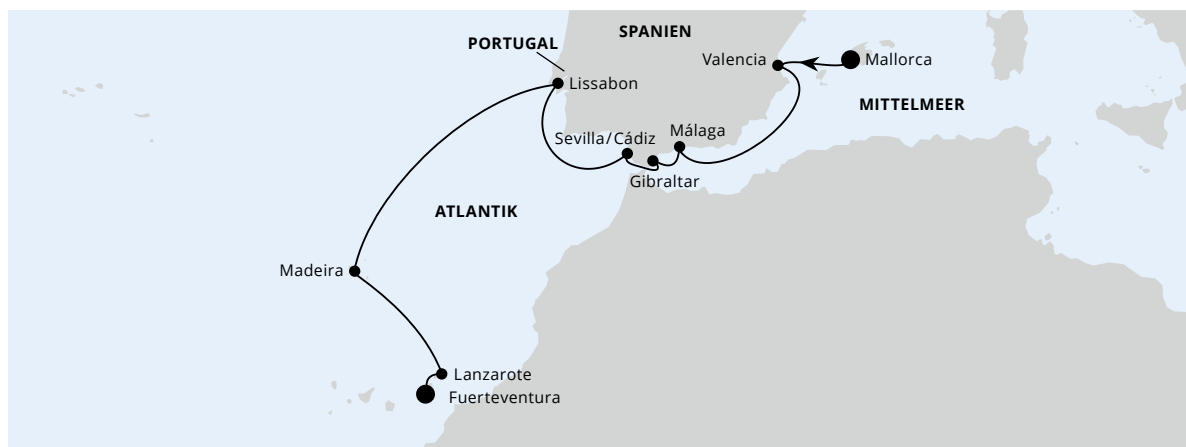 SPANIEN
PORTUGAL
Valencia
Mallorca
Lissabon
MITTELMEER
Málaga
Sevilla/Cádiz
Gibraltar
ATLANTIK
Madeira
Lanzarote
Fuerteventura